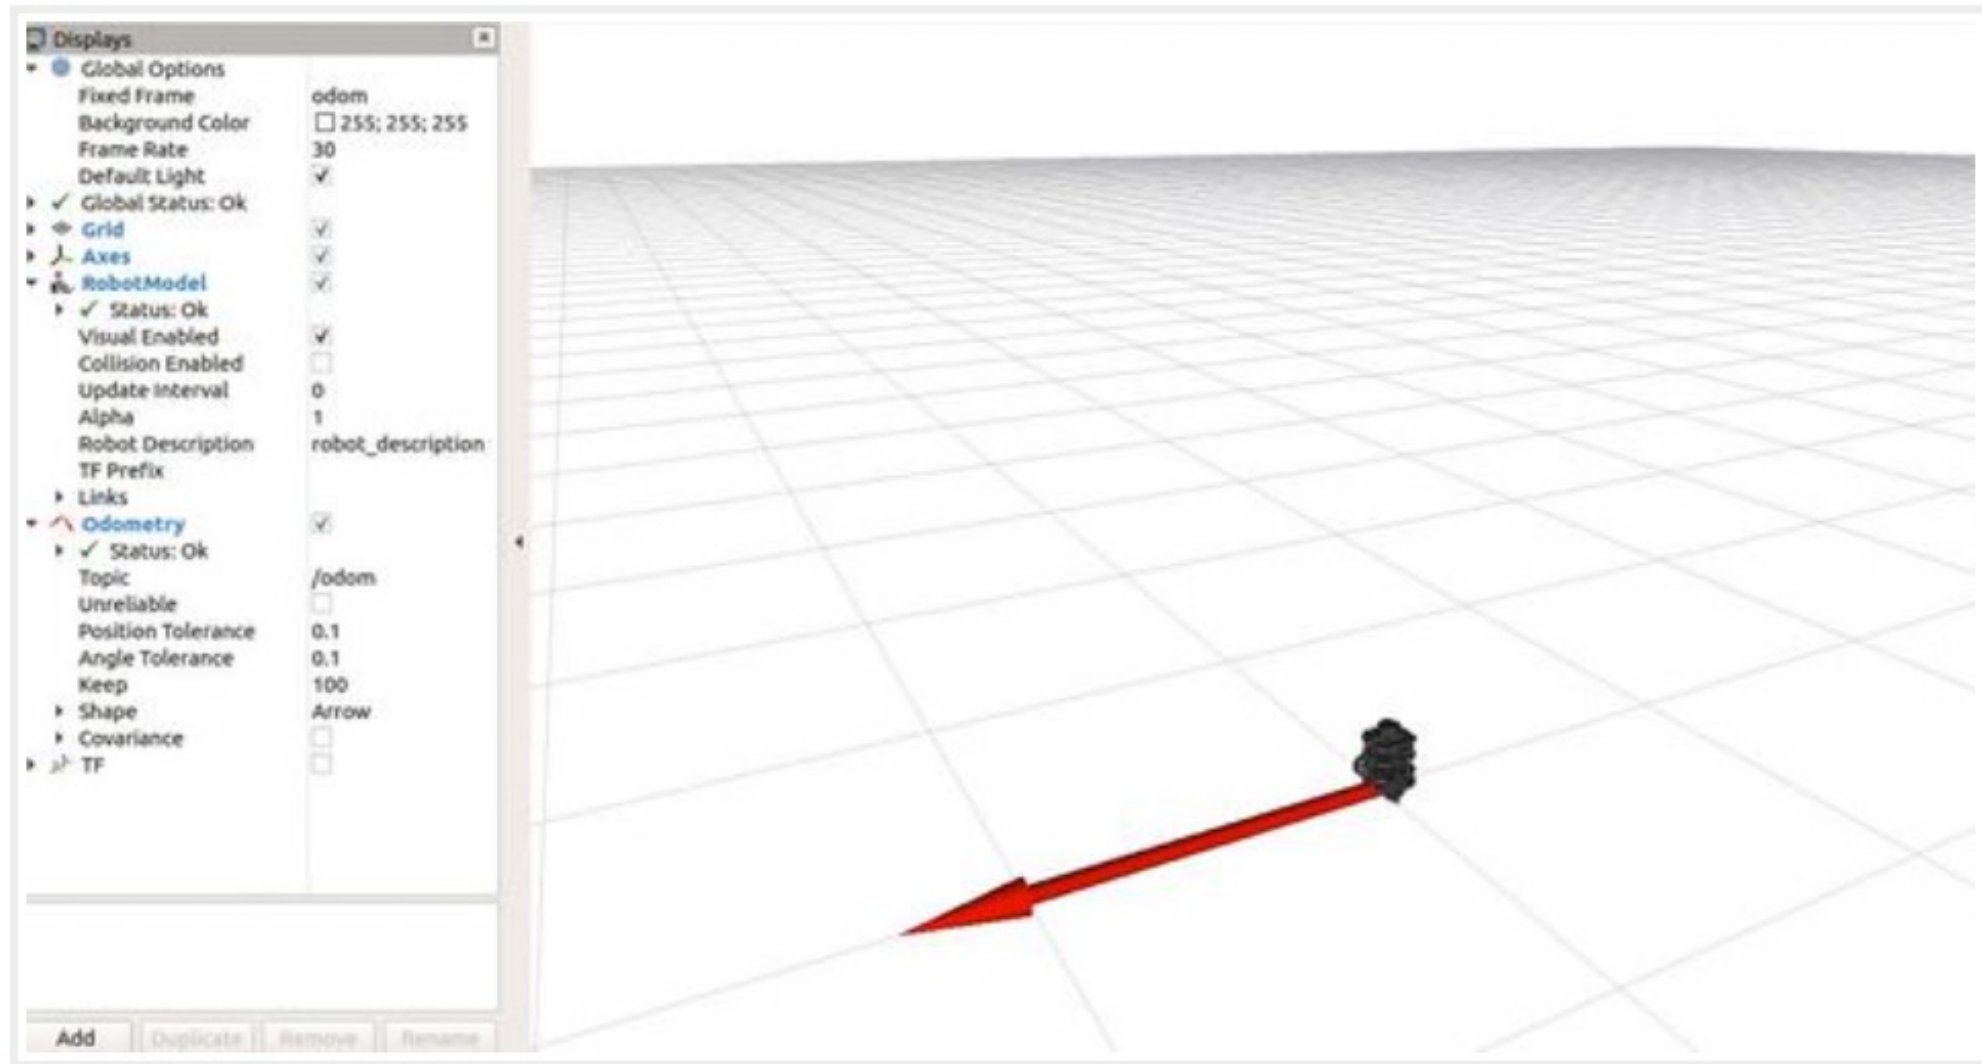 Displays
Global Options
Fixed Frame odom
Background Color 255; 255; 255
Frame Rate 30
Default Light
Global Status: Ok
Grid
Axes
RobotModel
Status: Ok
Visual Enabled
Collision Enabled
Update Interval 0
Alpha 1
Robot Description robot_description
TF Prefix
Links
Odometry
Status: Ok
Topic /odom
Unreliable
Position Tolerance 0.1
Angle Tolerance 0.1
Keep 100
Shape Arrow
Covariance
TF
Add Duplicate Remove Rename